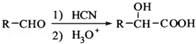 R—CHO 1) HCN 2) H₃O⁺ → R—CH—COOH
OH